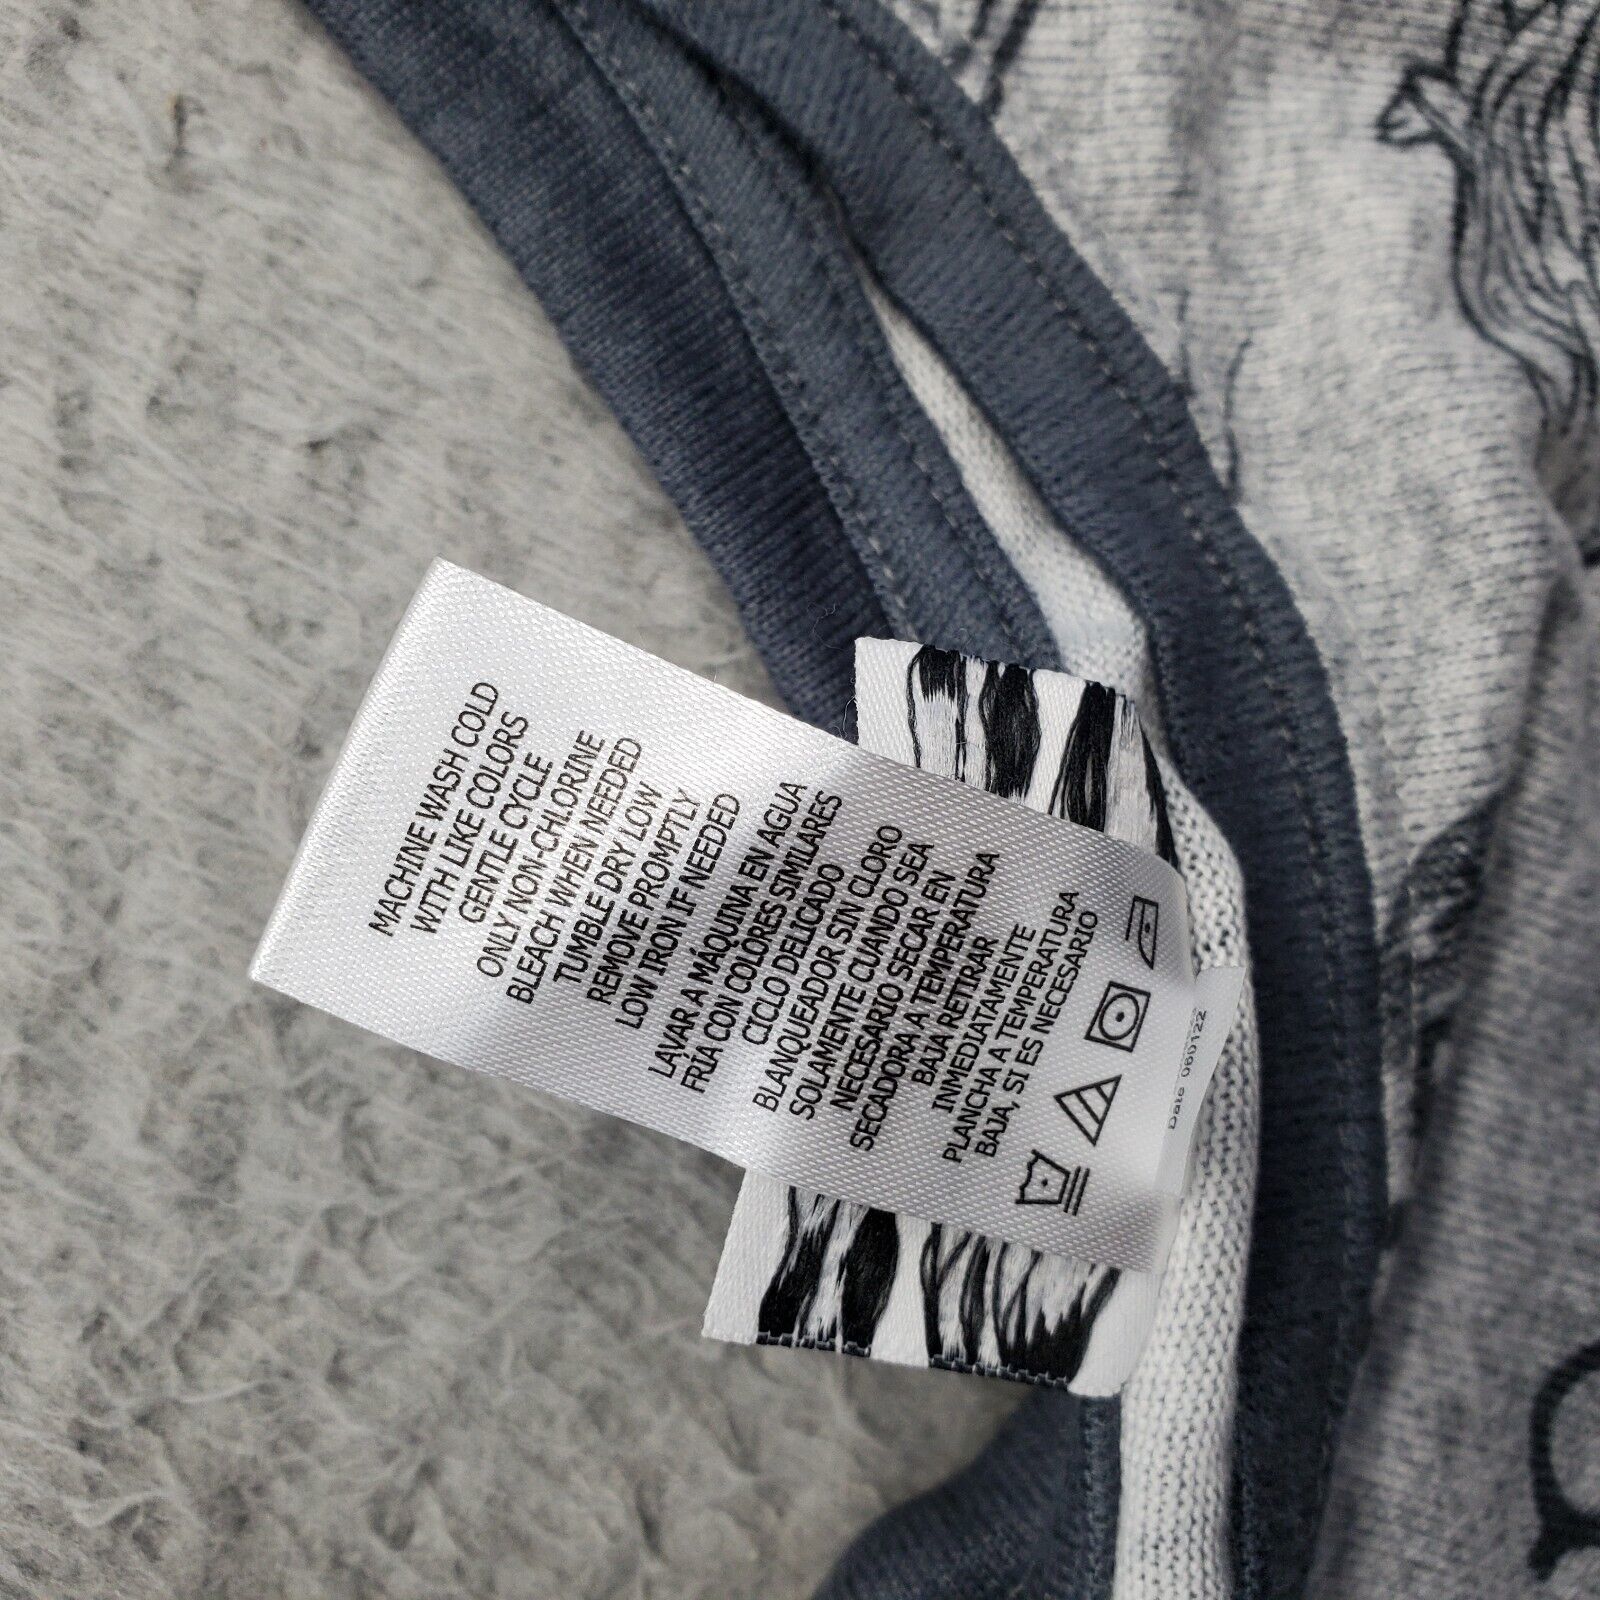 MACHINE WASH COLD
WITH LIKE COLORS
GENTLE CYCLE
ONLY NON-CHLORINE
BLEACH WHEN NEEDED
TUMBLE DRY LOW
REMOVE PROMPTLY
LOW IRON IF NEEDED
LAVAR A MÁQUINA EN AGUA
FRÍA CON COLORES SIMILARES
CICLO DELICADO
BLANQUEADOR SIN CLORO
SOLAMENTE CUANDO SEA
NECESARIO SECAR EN
SECADORA A TEMPERATURA
BAJA RETIRAR
INMEDIATAMENTE
PLANCHA A TEMPERATURA
BAJA, SI ES NECESARIO
Date 060122